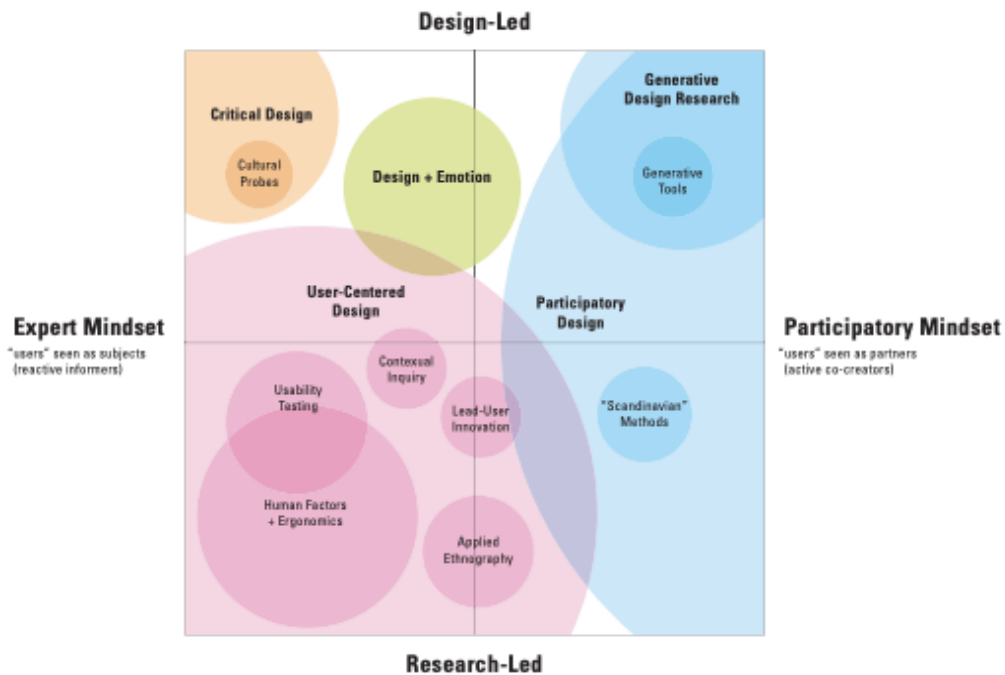 Design-Led
Generative
Design Research
Critical Design
Cultural
Probes
Design + Emotion
Generative
Tools
User-Centered
Design
Participatory
Design
Expert Mindset
"users" seen as subjects
(reactive informers)
Participatory Mindset
"users" seen as partners
(active co-creators)
Contexual
Inquiry
Usability
Testing
Lead-User
Innovation
"Scandinavian"
Methods
Human Factors
+ Ergonomics
Applied
Ethnography
Research-Led